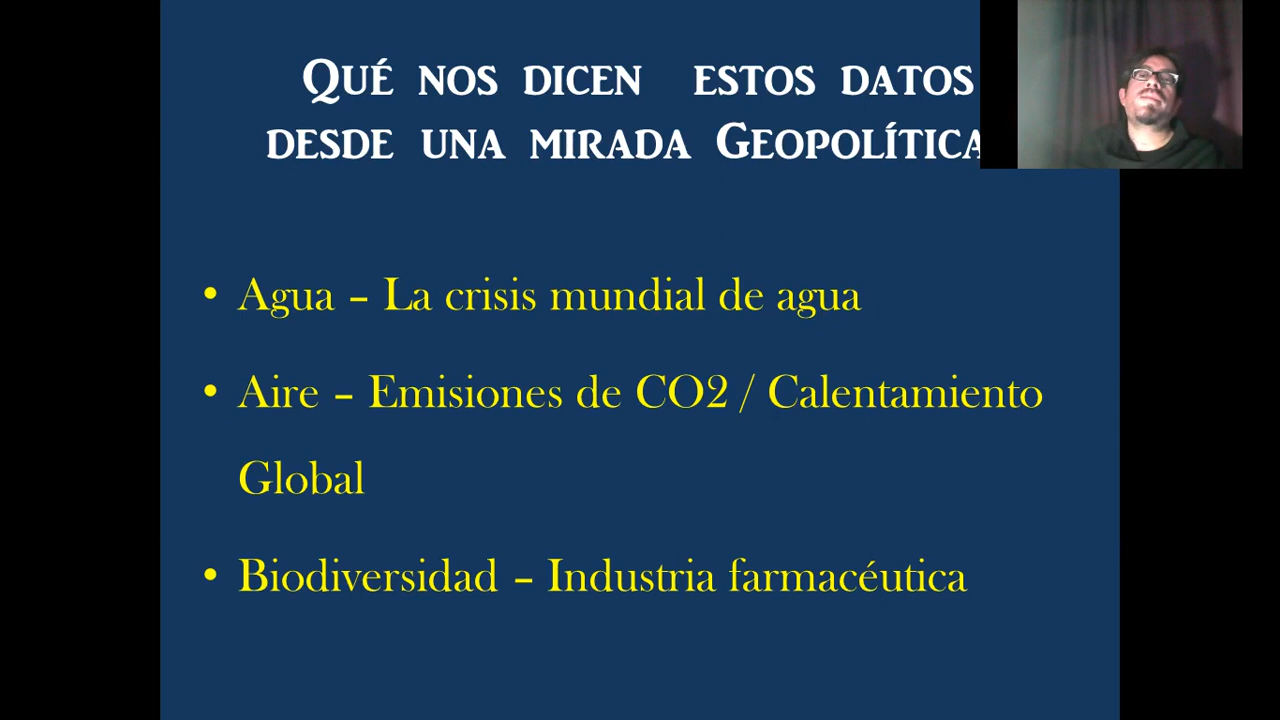 Qué nos dicen estos datos
desde una mirada Geopolítica
• Agua – La crisis mundial de agua
• Aire – Emisiones de CO2 / Calentamiento
Global
• Biodiversidad – Industria farmacéutica